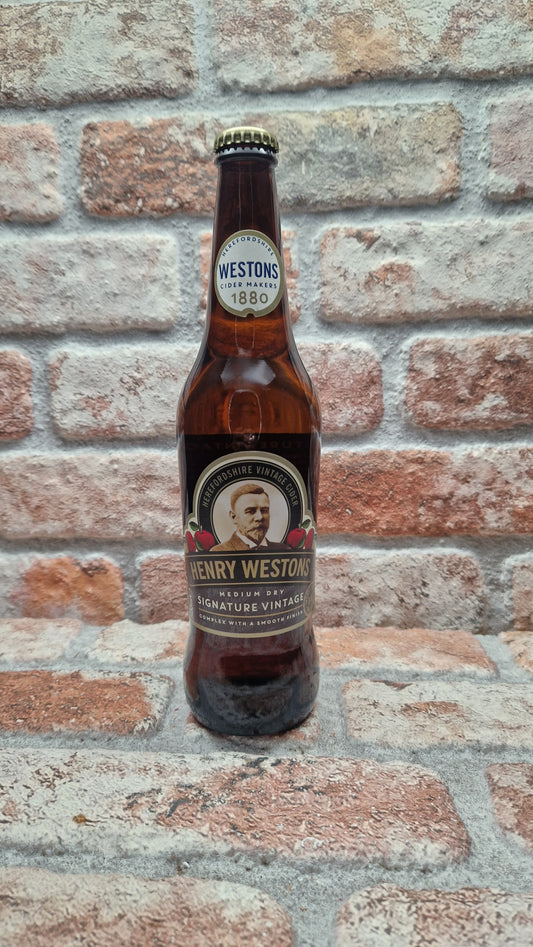 HEREFORDSHIRE
WESTONS
CIDER MAKERS
1880
HEREFORDSHIRE VINTAGE CIDER
HENRY WESTONS
MEDIUM DRY
SIGNATURE VINTAGE
COMPLEX WITH A SMOOTH FINISH